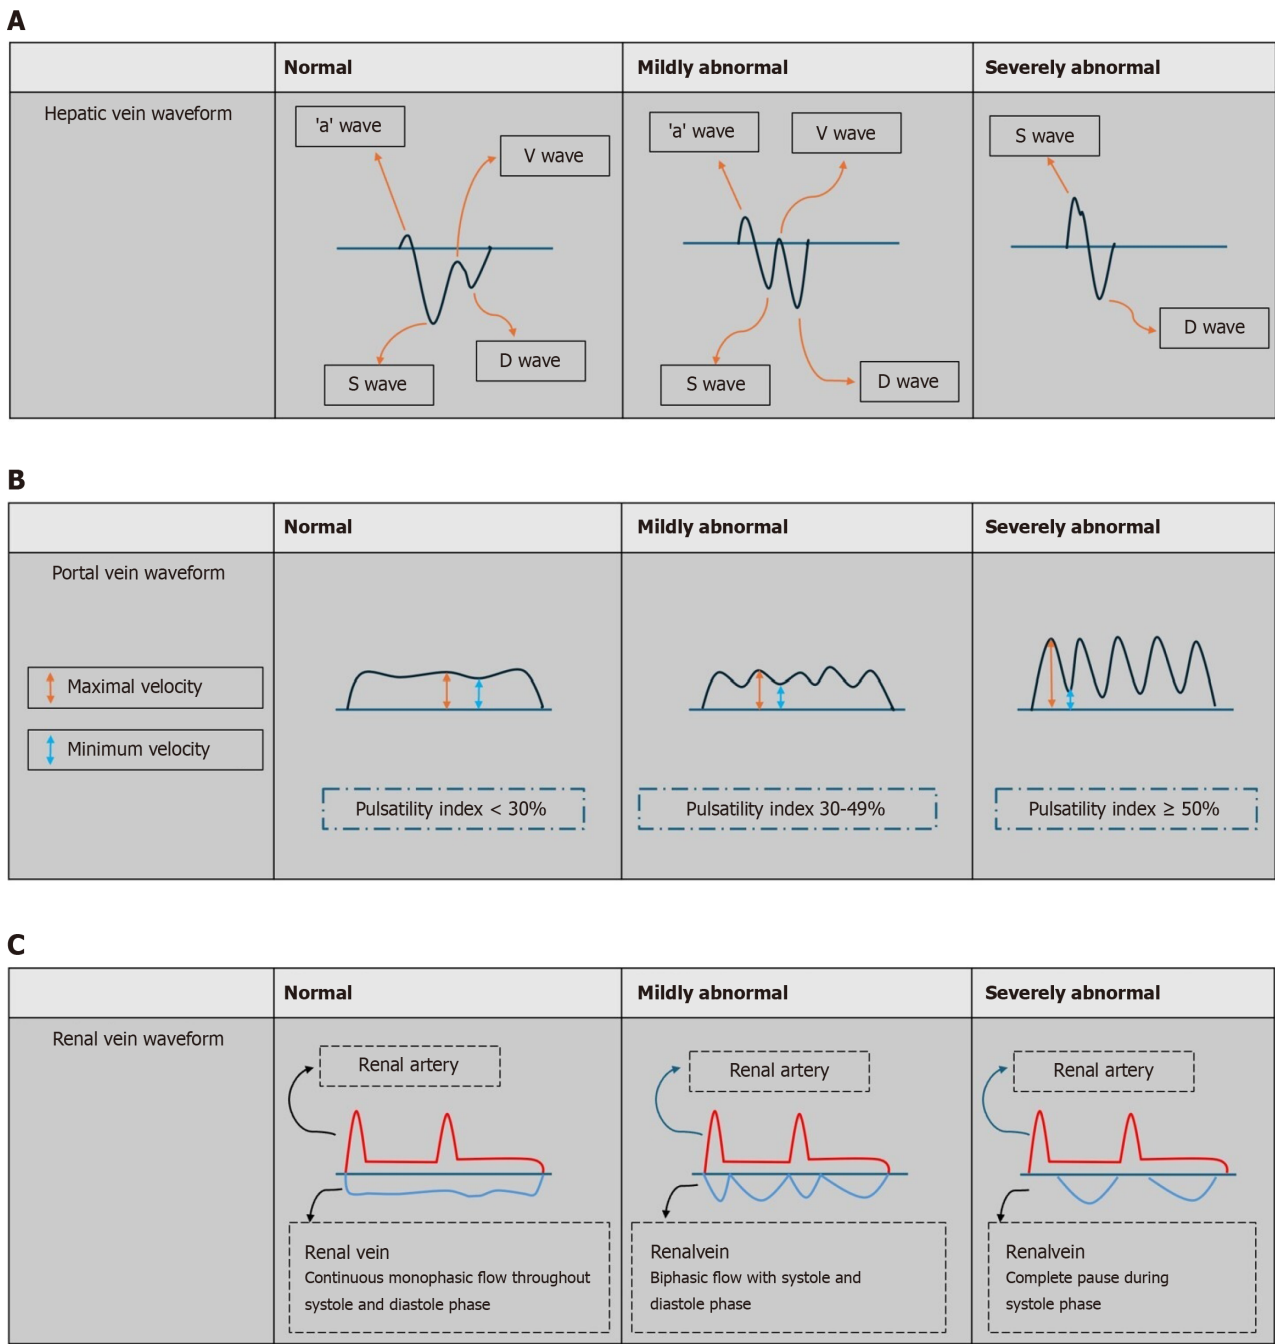 A
Normal
Mildly abnormal
Severely abnormal
Hepatic vein waveform
'a' wave
V wave
S wave
D wave
'a' wave
V wave
S wave
D wave
S wave
D wave
B
Normal
Mildly abnormal
Severely abnormal
Portal vein waveform
Maximal velocity
Minimum velocity
Pulsatility index < 30%
Pulsatility index 30-49%
Pulsatility index ≥ 50%
C
Normal
Mildly abnormal
Severely abnormal
Renal vein waveform
Renal artery
Renal vein
Continuous monophasic flow throughout
systole and diastole phase
Renal artery
Renalvein
Biphasic flow with systole and
diastole phase
Renal artery
Renalvein
Complete pause during
systole phase